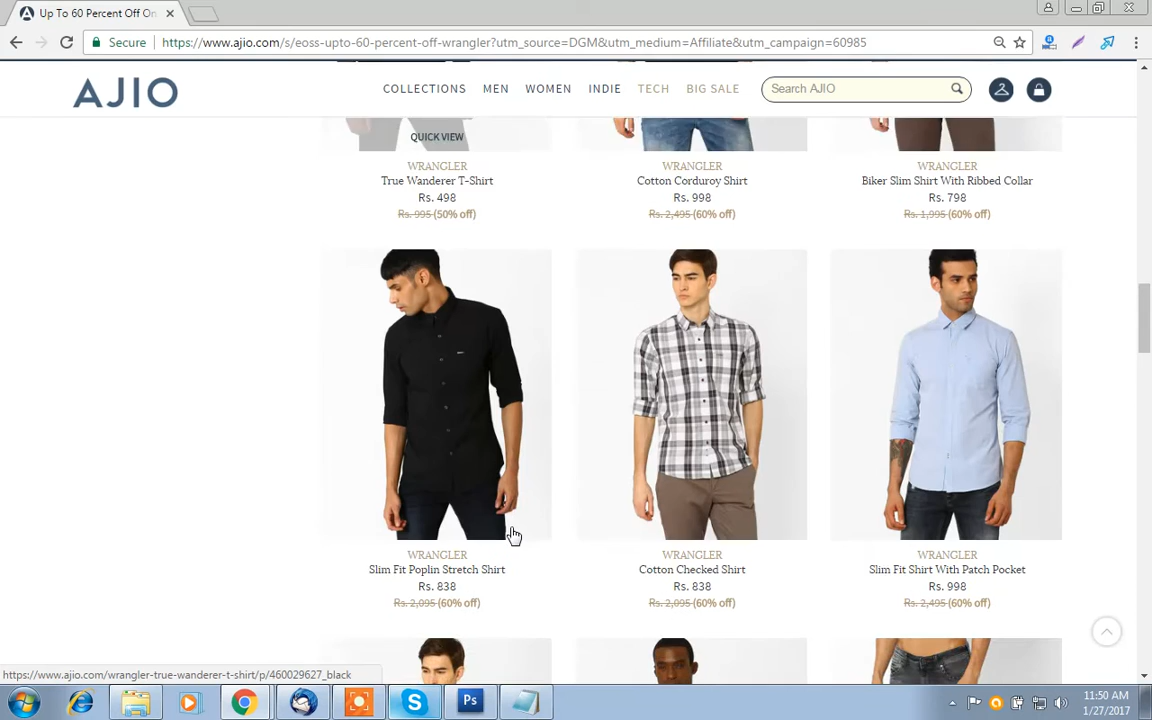 Up To 60 Percent Off On
Secure https://www.ajio.com/s/eoss-upto-60-percent-off-wrangler?utm_source=DGM&utm_medium=Affiliate&utm_campaign=60985
AJIO COLLECTIONS MEN WOMEN INDIE TECH BIG SALE Search AJIO
QUICK VIEW
WRANGLER WRANGLER WRANGLER
True Wanderer T-Shirt Cotton Corduroy Shirt Biker Slim Shirt With Ribbed Collar
Rs. 498 Rs. 998 Rs. 798
Rs. 995 (50% off) Rs. 2,495 (60% off) Rs. 1,995 (60% off)
WRANGLER WRANGLER WRANGLER
Slim Fit Poplin Stretch Shirt Cotton Checked Shirt Slim Fit Shirt With Patch Pocket
Rs. 838 Rs. 838 Rs. 998
Rs. 2,095 (60% off) Rs. 2,095 (60% off) Rs. 2,495 (60% off)
https://www.ajio.com/wrangler-true-wanderer-t-shirt/p/460029627_black
Ps
11:50 AM
1/27/2017